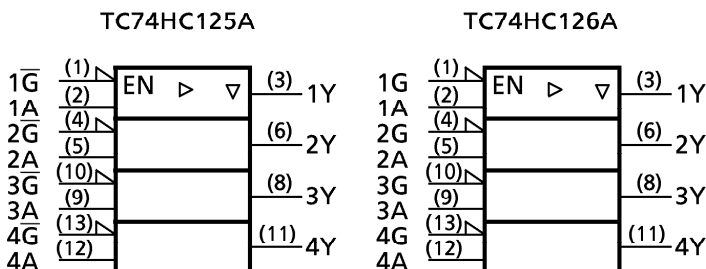 TC74HC125A
TC74HC126A
1G̅ (1) EN (3) 1Y
1A (2)
2G̅ (4) (6) 2Y
2A (5)
3G̅ (10) (8) 3Y
3A (9)
4G̅ (13) (11) 4Y
4A (12)
1G (1) EN (3) 1Y
1A (2)
2G (4) (6) 2Y
2A (5)
3G (10) (8) 3Y
3A (9)
4G (13) (11) 4Y
4A (12)